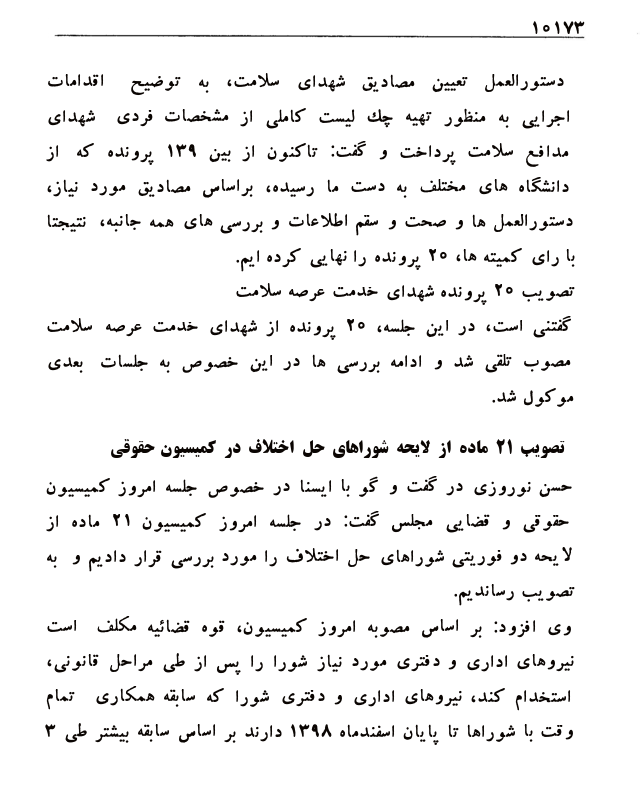 ۱۰۱۷۳
دستورالعمل تعیین مصادیق شهدای سلامت، به توضیح اقدامات
اجرایی به منظور تهیه چك لیست کاملی از مشخصات فردی شهدای
مدافع سلامت پرداخت و گفت: تاکنون از بین ۱۳۹ پرونده که از
دانشگاه های مختلف به دست ما رسیده، براساس مصادیق مورد نیاز،
دستورالعمل ها و صحت و سقم اطلاعات و بررسی های همه جانبه، نتیجتا
با رای کمیته ها، ۲۰ پرونده را نهایی کرده ایم.
تصویب ۲۰ پرونده شهدای خدمت عرصه سلامت
گفتنی است، در این جلسه، ۲۰ پرونده از شهدای خدمت عرصه سلامت
مصوب تلقی شد و ادامه بررسی ها در این خصوص به جلسات بعدی
موکول شد.
تصویب ۲۱ ماده از لایحه شوراهای حل اختلاف در کمیسیون حقوقی
حسن نوروزی در گفت و گو با ایسنا در خصوص جلسه امروز کمیسیون
حقوقی و قضایی مجلس گفت: در جلسه امروز کمیسیون ۲۱ ماده از
لایحه دو فوریتی شوراهای حل اختلاف را مورد بررسی قرار دادیم و به
تصویب رساندیم.
وی افزود: بر اساس مصوبه امروز کمیسیون، قوه قضائیه مکلف است
نیروهای اداری و دفتری مورد نیاز شورا را پس از طی مراحل قانونی،
استخدام کند، نیروهای اداری و دفتری شورا که سابقه همکاری تمام
وقت با شوراها تا پایان اسفندماه ۱۳۹۸ دارند بر اساس سابقه بیشتر طی ۳